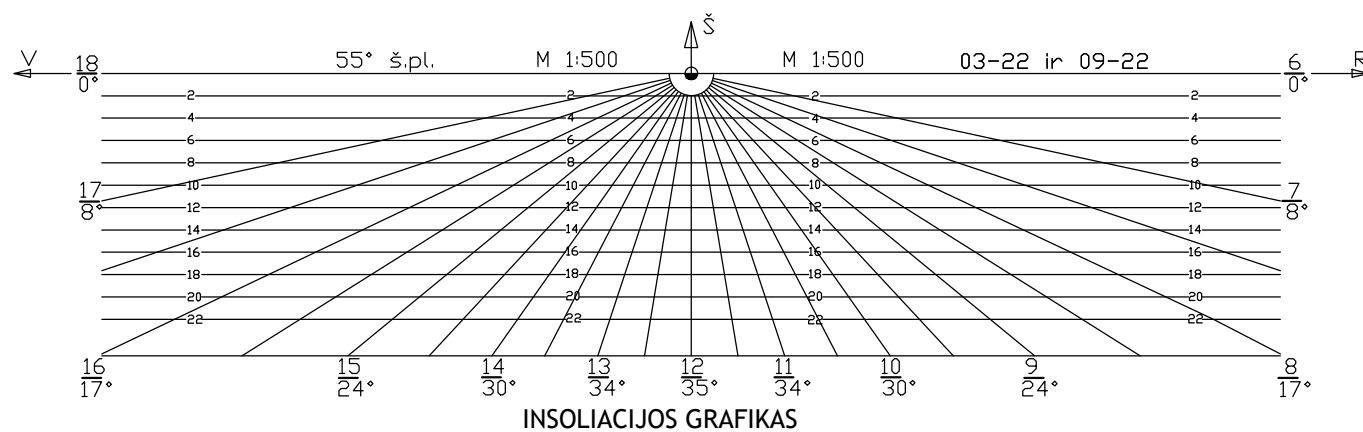 Š
V 55° š.pl. M 1:500 M 1:500 03-22 ir 09-22 R
18 6
0° 0°
2 2 2 2
4 4 4 4
6 6 6 6
8 8 8 8
10 10 10 10
17 7
8° 8°
12 12 12 12
14 14 14 14
16 16 16 16
18 18 18 18
20 20 20 20
22 22 22 22
16 15 14 13 12 11 10 9 8
17° 24° 30° 34° 35° 34° 30° 24° 17°
INSOLIACIJOS GRAFIKAS